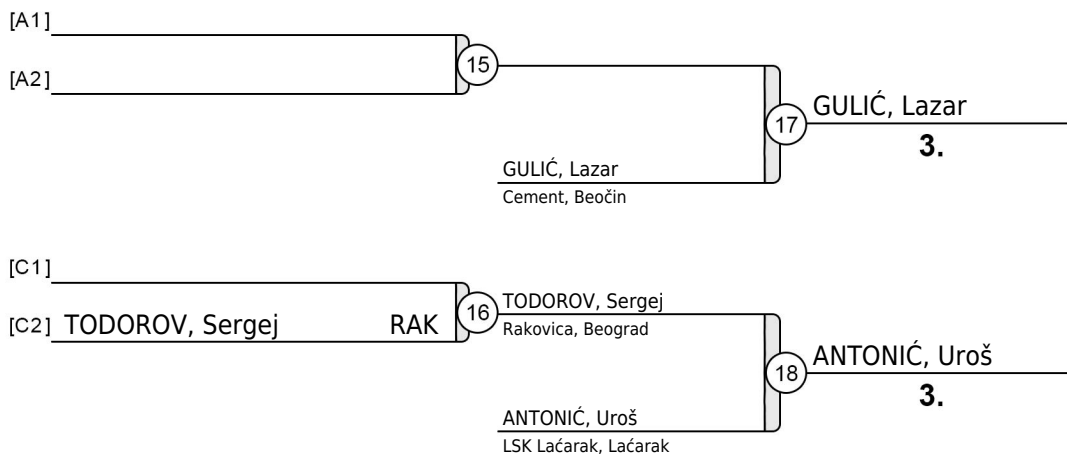 [A1]
[A2]
15
17
GULIĆ, Lazar
3.
GULIĆ, Lazar
Cement, Beočin
[C1]
[C2] TODOROV, Sergej RAK
16
TODOROV, Sergej
Rakovica, Beograd
18
ANTONIĆ, Uroš
3.
ANTONIĆ, Uroš
LSK Laćarak, Laćarak